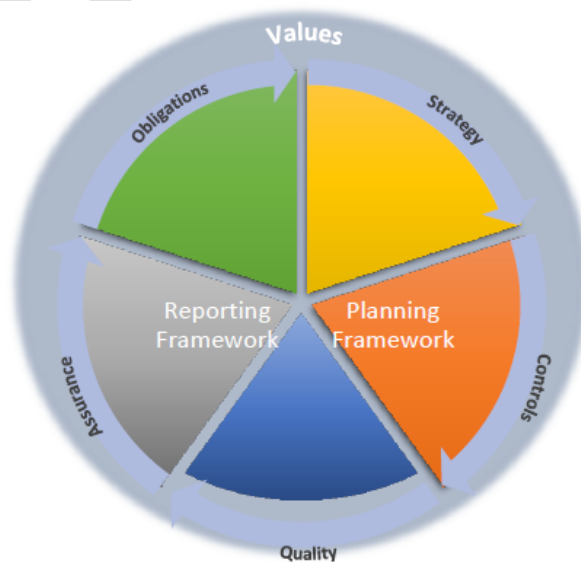 Values
Obligations
Strategy
Reporting
Framework
Planning
Framework
Assurance
Controls
Quality